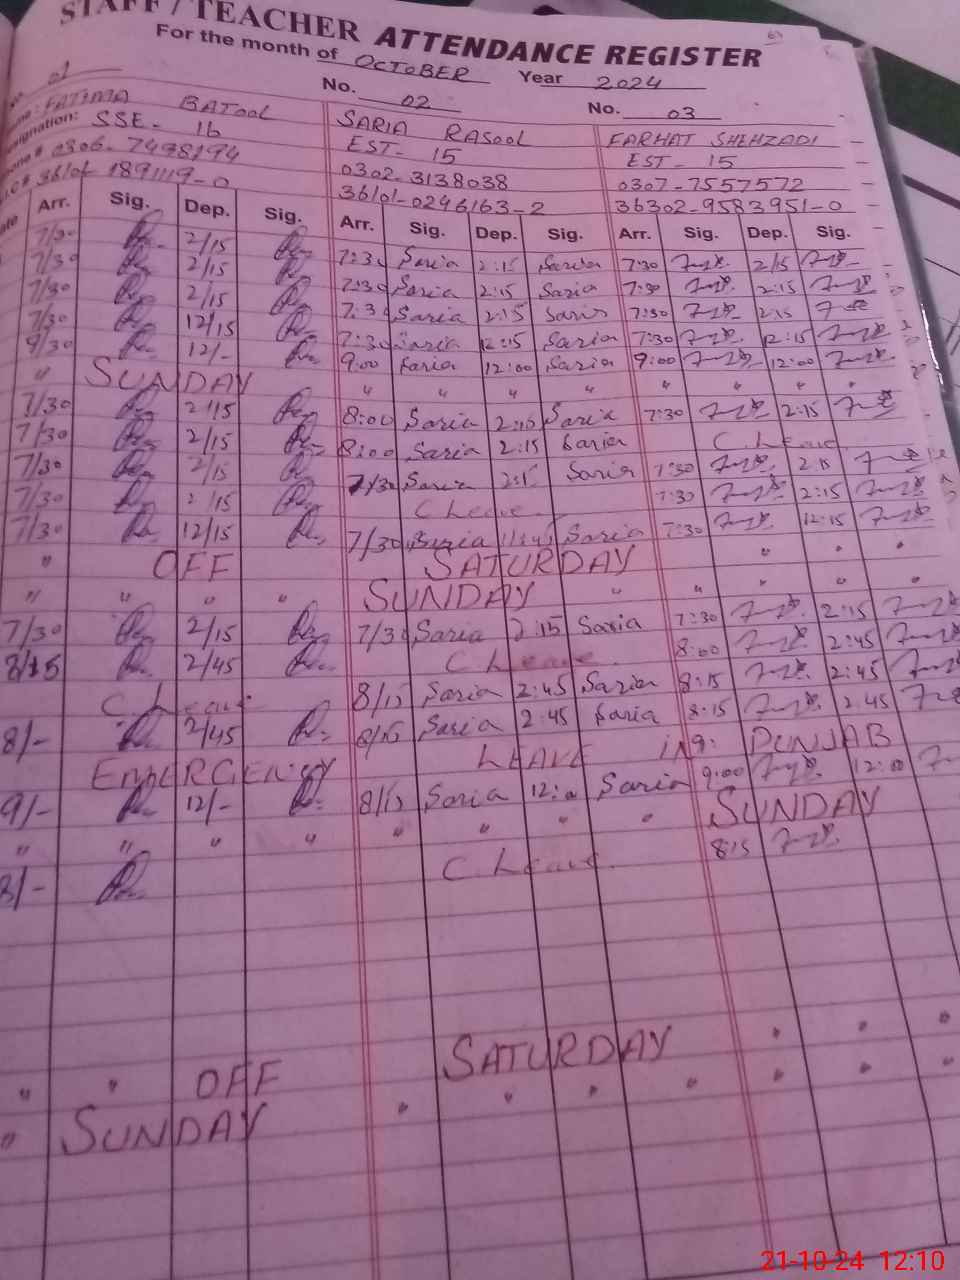 STAFF / TEACHER ATTENDANCE REGISTER
For the month of OCTOBER Year 2024
01 No. 02 No. 03
FATIMA BATOOL SARIA RASOOL FARHAT SHEHZADI
SSE- 16 EST- 15 EST- 15
0306-7498194 0302-3138038 0307-7557572
1891119-0 36101-0246163-2 36302-9583951-0
Arr. Sig. Dep. Sig. Arr. Sig. Dep. Sig. Arr. Sig. Dep. Sig.
7/30 2/15 7:30 Saria 2:15 Saria 7:30 2/15
7/30 2/15 7:30 Saria 2:15 Saria 7:30 2:15
7/30 2/15 7:30 Saria 2:15 Saria 7:30 2:15
7/30 12/15 7:30 Saria 12:15 Saria 7:30 12:15
9/30 12/- 9:00 Saria 12:00 Saria 9:00 12:00
" SUNDAY " " " " " " " "
7/30 2/15 8:00 Saria 2:15 Saria 7:30 2:15
7/30 2/15 8:00 Saria 2:15 Saria C. Leave
7/30 2/15 7/30 Saria 2:15 Saria 7:30 2:15
7/30 2/15 C Leave 7:30 2:15
7/30 12/15 7/30 Saria Saria 7:30 12:15
" OFF SATURDAY " " "
" " " " SUNDAY " " " "
7/30 2/15 7/30 Saria 2:15 Saria 7:30 2:15
8/15 2/45 C. Leave 8:00 2:45
C. Leave 8/15 Saria 2:45 Saria 8:15 2:45
8/- 2/45 8/15 Saria 2:45 Saria 8:15 2:45
EMERGENCY LEAVE IN PUNJAB
9/- 12/- 8/15 Saria 12:00 Saria 9:00 12:00
" " " " " " " " SUNDAY
8/- C. Leave 8:15
" " OFF SATURDAY " " "
" SUNDAY " " " " " " "
21-10-24 12:10